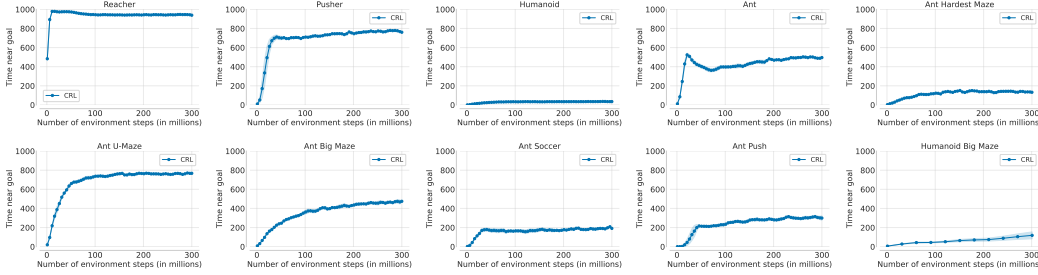 Reacher
Time near goal
1000
800
600
400
200
0
CRL
100
200
300
Number of environment steps (in millions)
Pusher
Time near goal
1000
800
600
400
200
0
CRL
0
100
200
300
Number of environment steps (in millions)
Humanoid
Time near goal
1000
800
600
400
200
0
CRL
0
100
200
300
Number of environment steps (in millions)
Ant
Time near goal
1000
800
600
400
200
0
CRL
0
100
200
300
Number of environment steps (in millions)
Ant Hardest Maze
Time near goal
1000
800
600
400
200
0
CRL
0
100
200
300
Number of environment steps (in millions)
Ant U-Maze
Time near goal
1000
800
600
400
200
0
CRL
0
100
200
300
Number of environment steps (in millions)
Ant Big Maze
Time near goal
1000
800
600
400
200
0
CRL
0
100
200
300
Number of environment steps (in millions)
Ant Soccer
Time near goal
1000
800
600
400
200
0
CRL
0
100
200
300
Number of environment steps (in millions)
Ant Push
Time near goal
1000
800
600
400
200
0
CRL
0
100
200
300
Number of environment steps (in millions)
Humanoid Big Maze
Time near goal
1000
800
600
400
200
0
CRL
0
100
200
300
Number of environment steps (in millions)